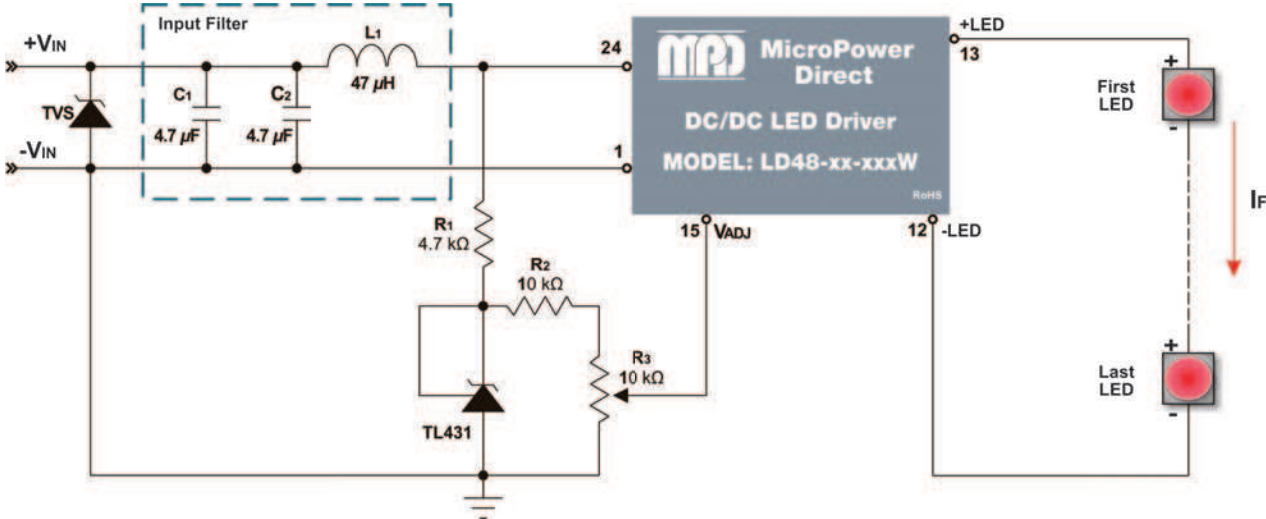 Input Filter
+VIN
L1
47 µH
C1
4.7 µF
C2
4.7 µF
TVS
-VIN
24
1
MPD MicroPower
Direct
DC/DC LED Driver
MODEL: LD48-xx-xxxW
RoHS
+LED
13
15 VADJ
12 -LED
First
LED
+
-
IF
Last
LED
+
-
R1
4.7 kΩ
R2
10 kΩ
R3
10 kΩ
TL431